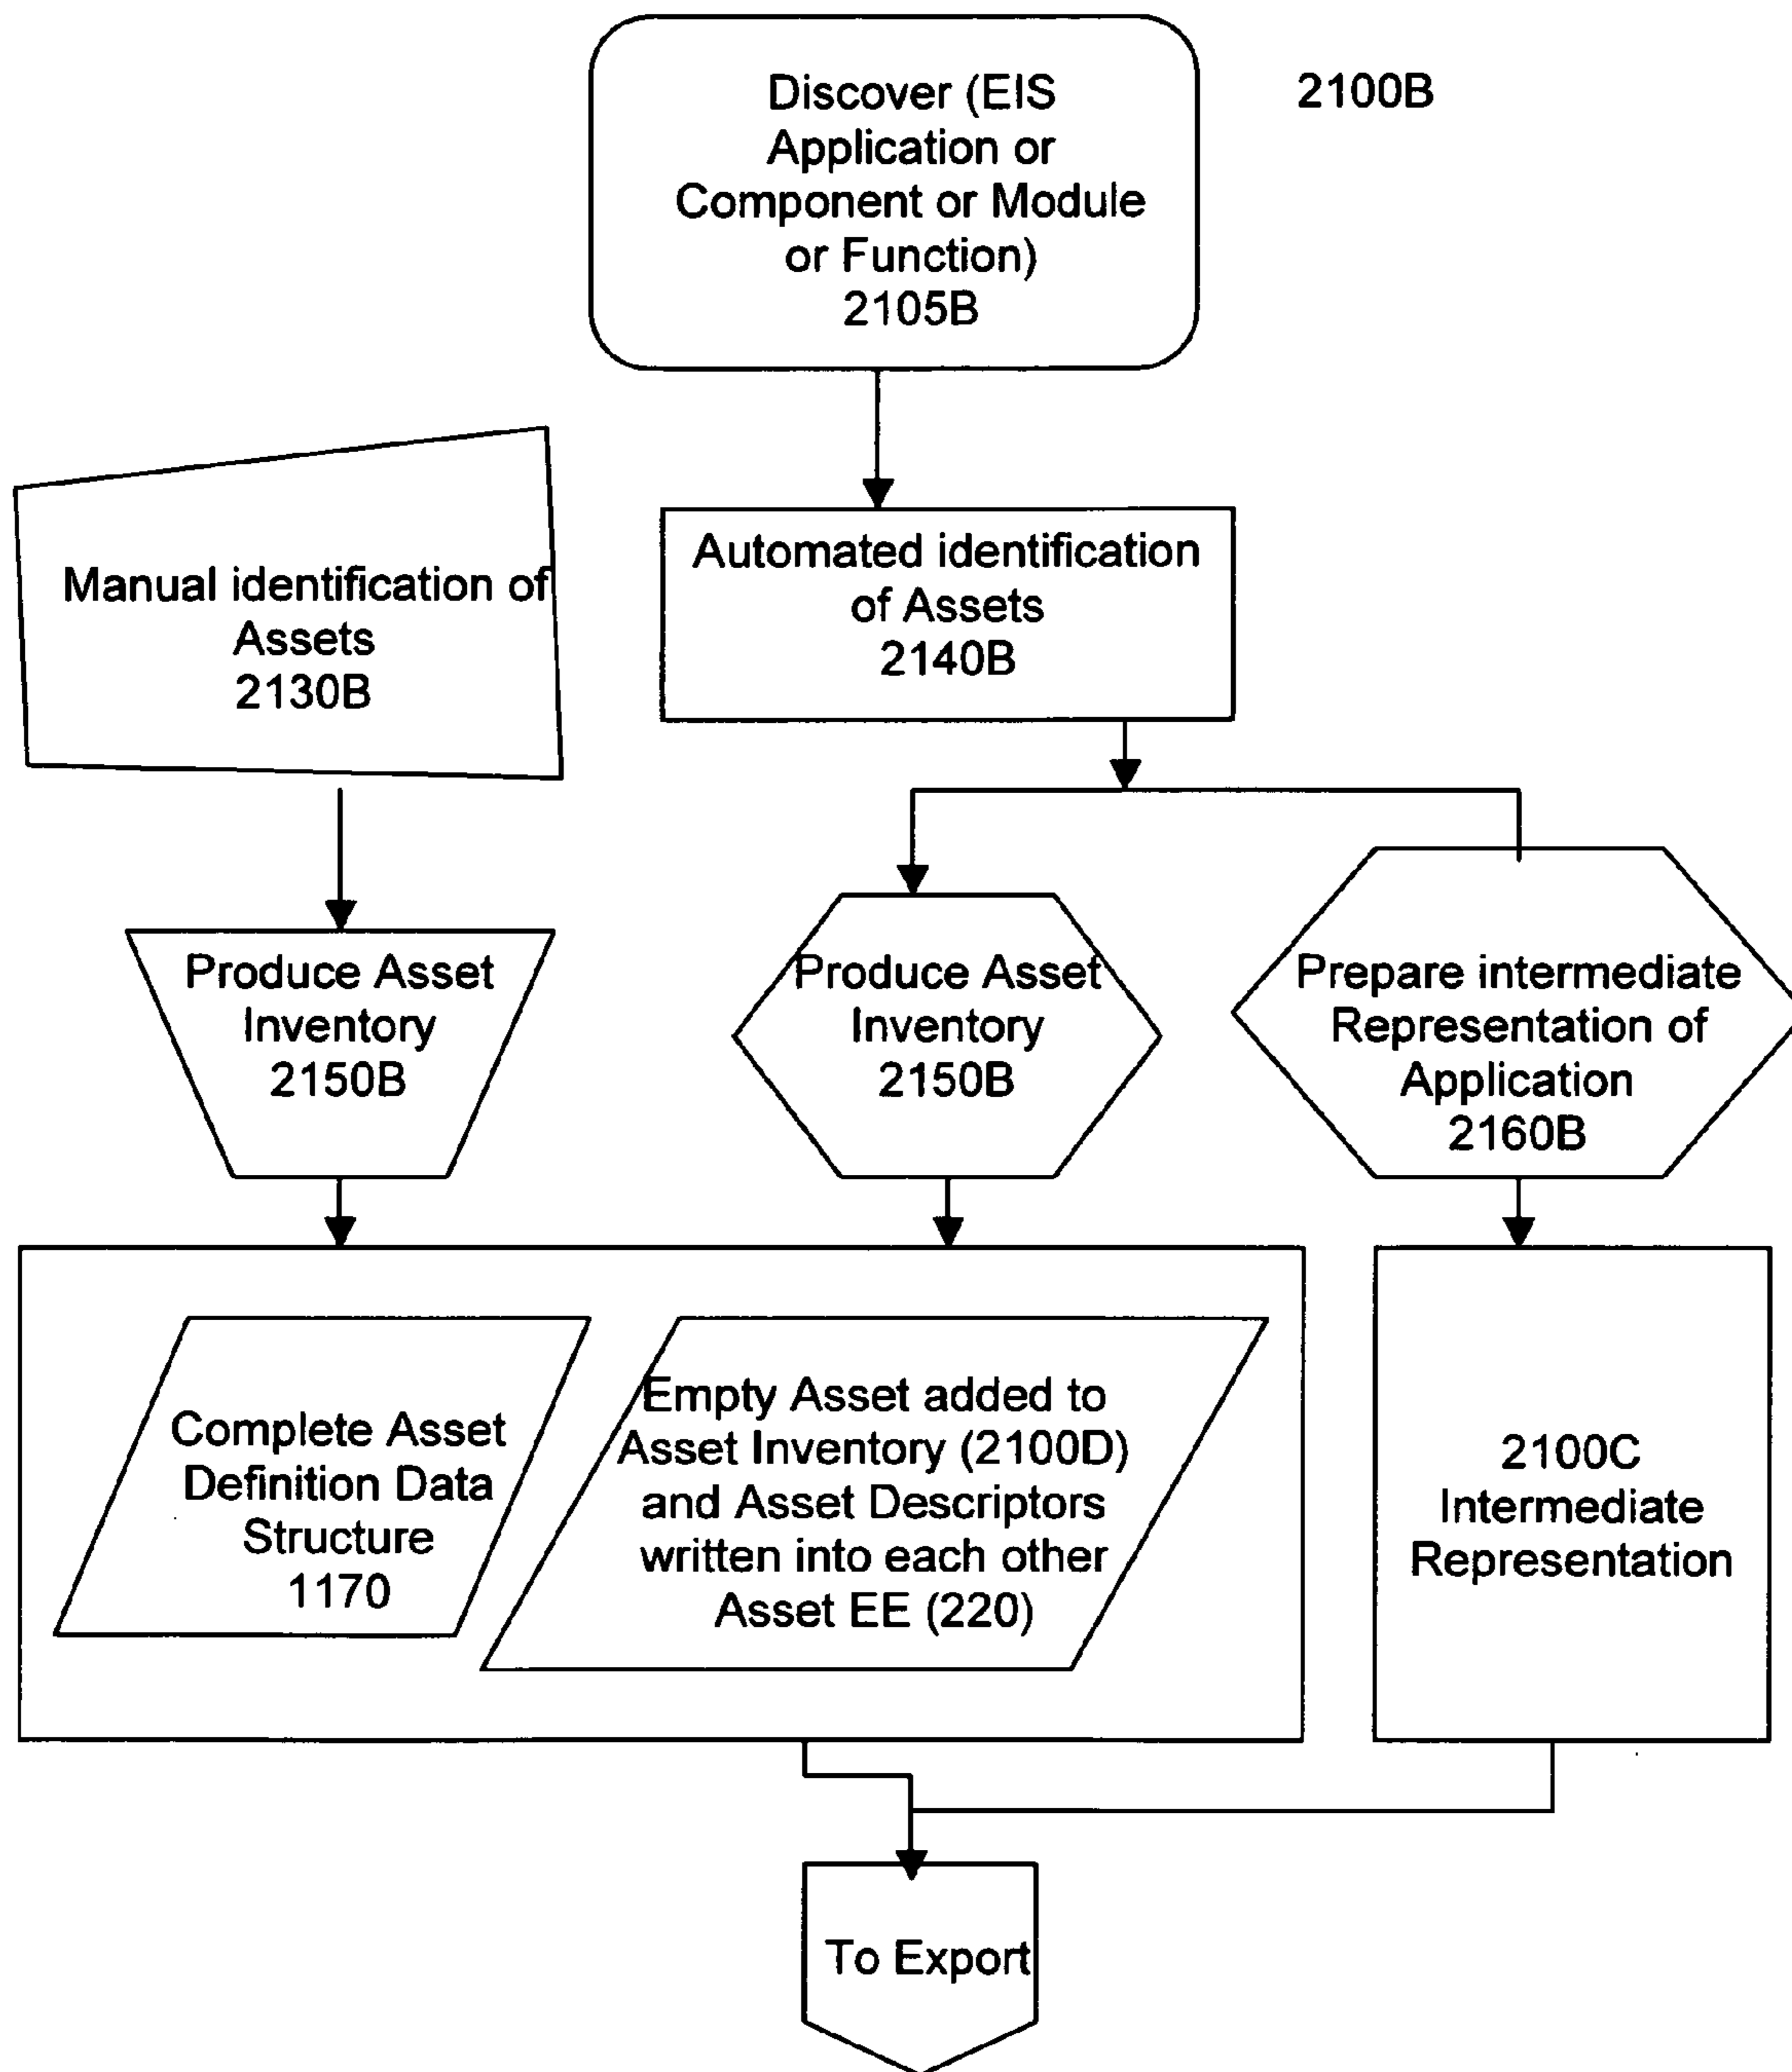 Discover (EIS
Application or
Component or Module
or Function)
2105B
2100B
Manual identification of
Assets
2130B
Automated identification
of Assets
2140B
Produce Asset
Inventory
2150B
Produce Asset
Inventory
2150B
Prepare intermediate
Representation of
Application
2160B
Complete Asset
Definition Data
Structure
1170
Empty Asset added to
Asset Inventory (2100D)
and Asset Descriptors
written into each other
Asset EE (220)
2100C
Intermediate
Representation
To Export